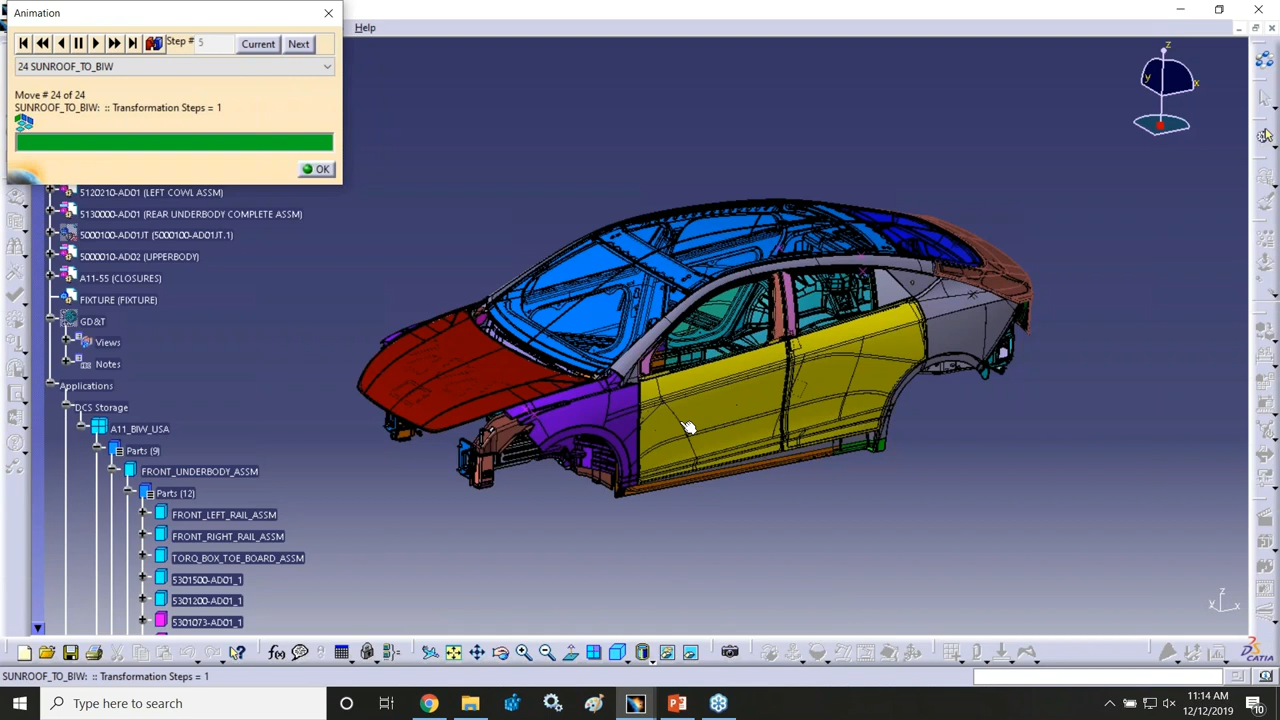 Animation
Step # 5
Current
Next
24 SUNROOF_TO_BIW
Move # 24 of 24
SUNROOF_TO_BIW: :: Transformation Steps = 1
OK
Help
5120210-AD01 (LEFT COWL ASSM)
5130000-AD01 (REAR UNDERBODY COMPLETE ASSM)
5000100-AD01JT (5000100-AD01JT.1)
5000010-AD02 (UPPERBODY)
A11-55 (CLOSURES)
FIXTURE (FIXTURE)
GD&T
Views
Notes
Applications
DCS Storage
A11_BIW_USA
Parts (9)
FRONT_UNDERBODY_ASSM
Parts (12)
FRONT_LEFT_RAIL_ASSM
FRONT_RIGHT_RAIL_ASSM
TORQ_BOX_TOE_BOARD_ASSM
5301500-AD01_1
5301200-AD01_1
5301073-AD01_1
z
y
x
z
y
x
CATIA
SUNROOF_TO_BIW: :: Transformation Steps = 1
Type here to search
11:14 AM
12/12/2019
10